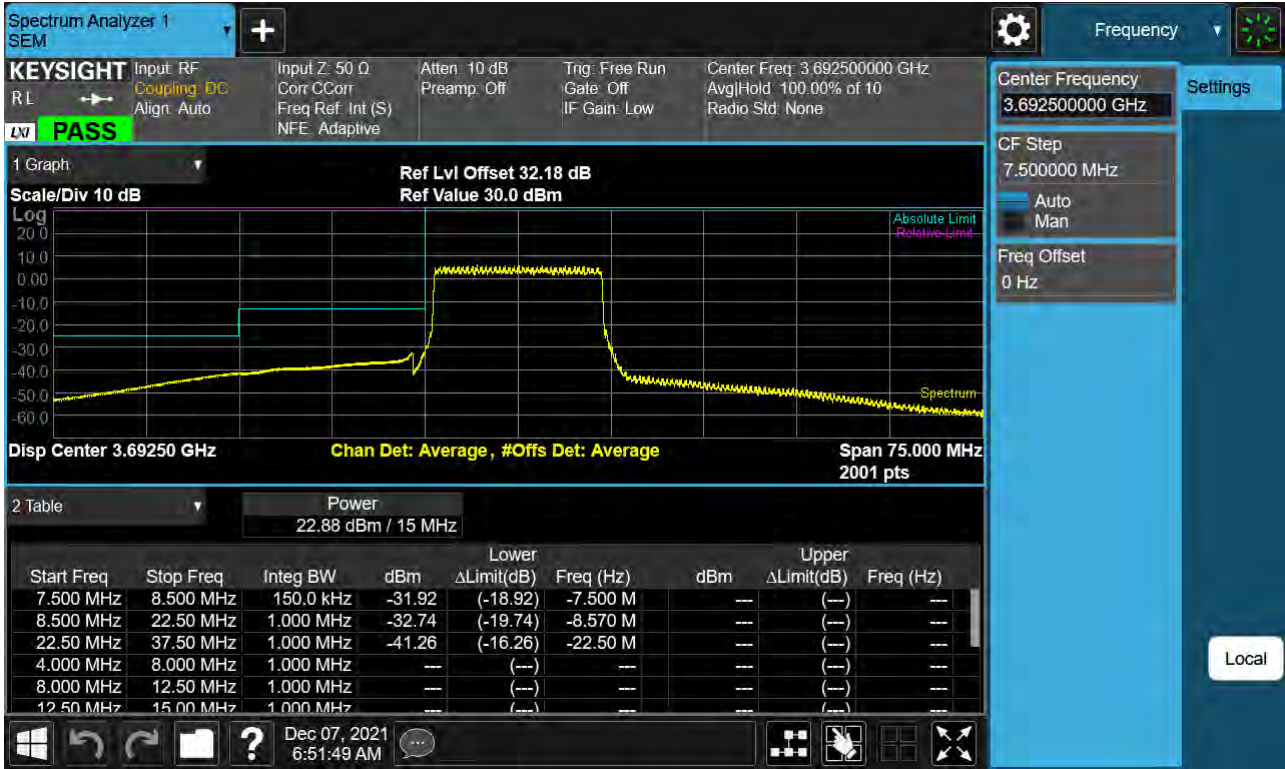 Spectrum Analyzer 1
SEM
+
Frequency
KEYSIGHT
RL
LXI
PASS
Input: RF
Coupling: DC
Align: Auto
Input Z: 50 Ω
Corr CCorr
Freq Ref: Int (S)
NFE: Adaptive
Atten: 10 dB
Preamp: Off
Trig: Free Run
Gate: Off
IF Gain: Low
Center Freq: 3.692500000 GHz
Avg|Hold: 100.00% of 10
Radio Std: None
Center Frequency
3.692500000 GHz
Settings
CF Step
7.500000 MHz
Auto
Man
Freq Offset
0 Hz
Local
1 Graph
Scale/Div 10 dB
Ref Lvl Offset 32.18 dB
Ref Value 30.0 dBm
Log
Absolute Limit
Relative Limit
20.0
10.0
0.00
-10.0
-20.0
-30.0
-40.0
-50.0
-60.0
Spectrum
Disp Center 3.69250 GHz Chan Det: Average, #Offs Det: Average Span 75.000 MHz
2001 pts
2 Table
Power
22.88 dBm / 15 MHz
Lower Upper
Start Freq Stop Freq Integ BW dBm ΔLimit(dB) Freq (Hz) dBm ΔLimit(dB) Freq (Hz)
7.500 MHz 8.500 MHz 150.0 kHz -31.92 (-18.92) -7.500 M --- (---) ---
8.500 MHz 22.50 MHz 1.000 MHz -32.74 (-19.74) -8.570 M --- (---) ---
22.50 MHz 37.50 MHz 1.000 MHz -41.26 (-16.26) -22.50 M --- (---) ---
4.000 MHz 8.000 MHz 1.000 MHz --- (---) --- --- (---) ---
8.000 MHz 12.50 MHz 1.000 MHz --- (---) --- --- (---) ---
12.50 MHz 15.00 MHz 1.000 MHz --- (---) --- --- (---) ---
?
Dec 07, 2021
6:51:49 AM